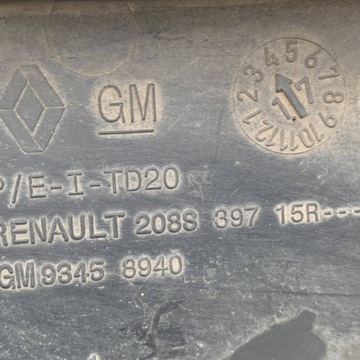 GM
1 2 3 4 5 6 7 8 9 10 11 12
17
P/E-I-TD20
RENAULT 208S 397 15R---
GM 9345 8940